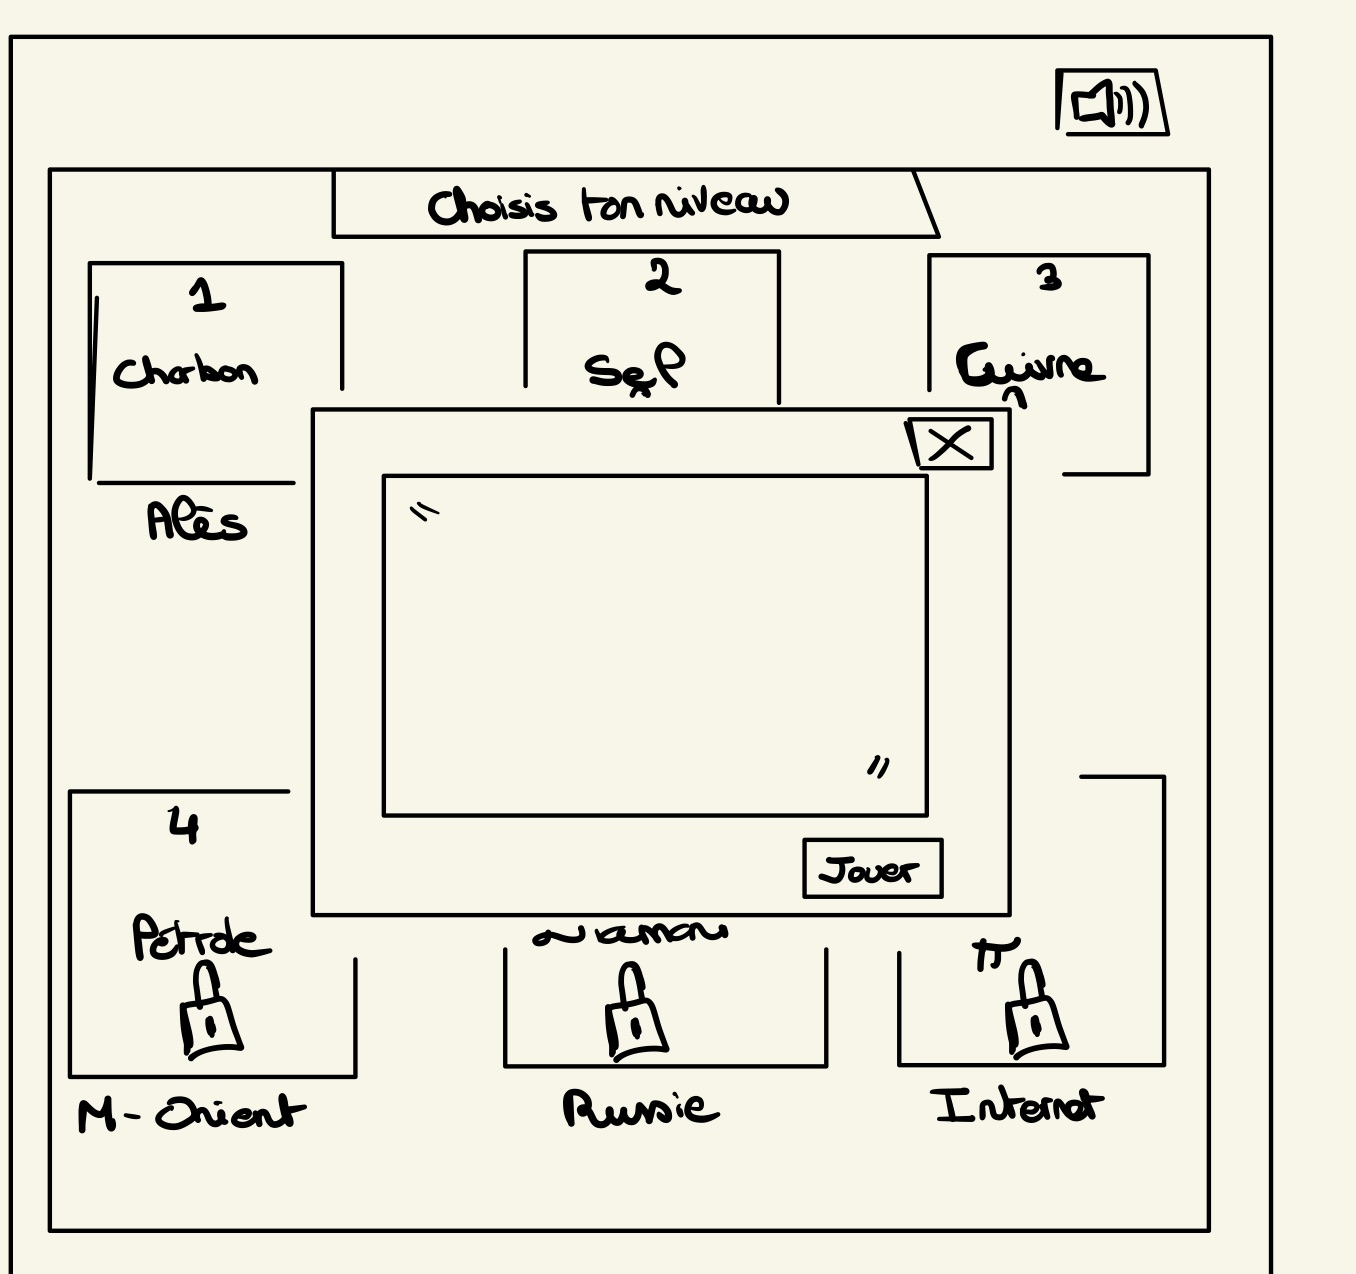 Choisis ton niveau
1
2
3
Charbon
Sel
Cuivre
Alès
Jouer
4
Pétrole
M-Orient
Russie
Internet